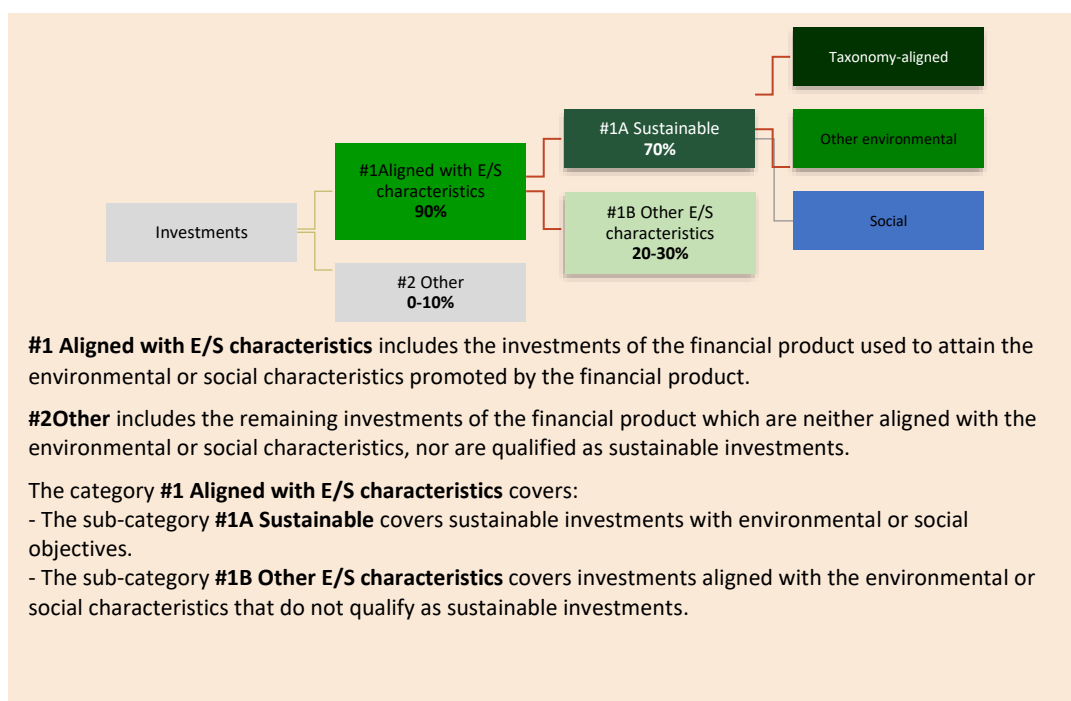 Taxonomy-aligned
#1A Sustainable
70%
Other environmental
#1Aligned with E/S
characteristics
90%
#1B Other E/S
characteristics
20-30%
Social
Investments
#2 Other
0-10%
#1 Aligned with E/S characteristics includes the investments of the financial product used to attain the
environmental or social characteristics promoted by the financial product.
#2Other includes the remaining investments of the financial product which are neither aligned with the
environmental or social characteristics, nor are qualified as sustainable investments.
The category #1 Aligned with E/S characteristics covers:
- The sub-category #1A Sustainable covers sustainable investments with environmental or social
objectives.
- The sub-category #1B Other E/S characteristics covers investments aligned with the environmental or
social characteristics that do not qualify as sustainable investments.